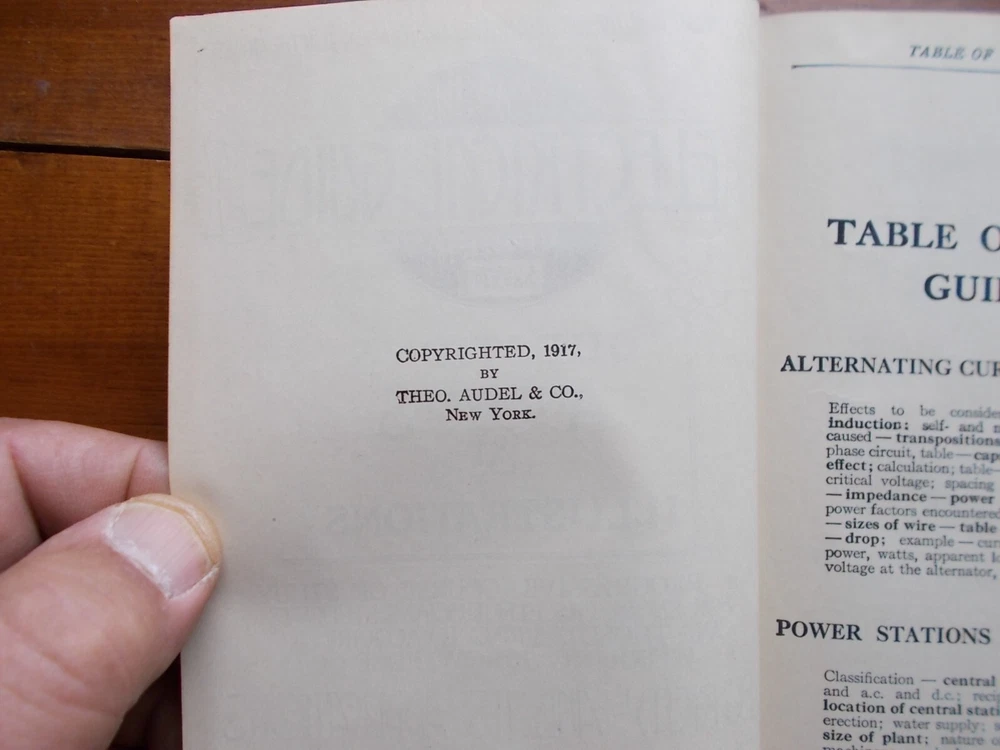 COPYRIGHTED, 1917,
BY
THEO. AUDEL & CO.,
NEW YORK.
TABLE OF
TABLE
GUI
ALTERNATING CUR
Effects to be conside
induction: self- and m
caused — transpositions
phase circuit, table — cap
effect; calculation; table—
critical voltage; spacing
— impedance — power
power factors encountered
— sizes of wire — table
— drop; example — cur
power, watts, apparent l
voltage at the alternator,
POWER STATIONS
Classification — central
and a.c. and d.c.; reci
location of central stati
erection; water supply;
size of plant; nature o